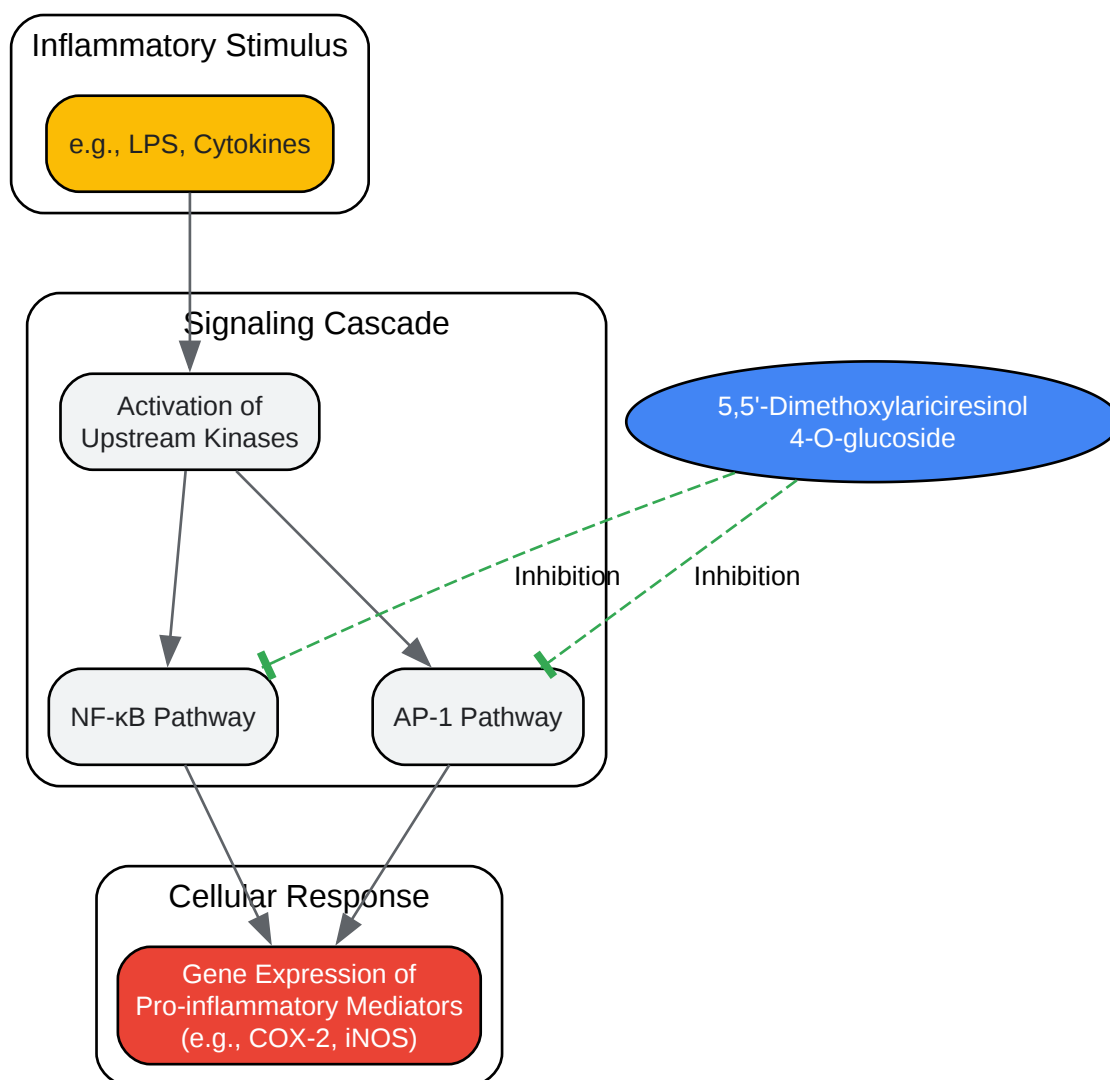 Inflammatory Stimulus
e.g., LPS, Cytokines
Signaling Cascade
Activation of
Upstream Kinases
5,5'-Dimethoxylariciresinol
4-O-glucoside
Inhibition
Inhibition
NF-κB Pathway
AP-1 Pathway
Cellular Response
Gene Expression of
Pro-inflammatory Mediators
(e.g., COX-2, iNOS)